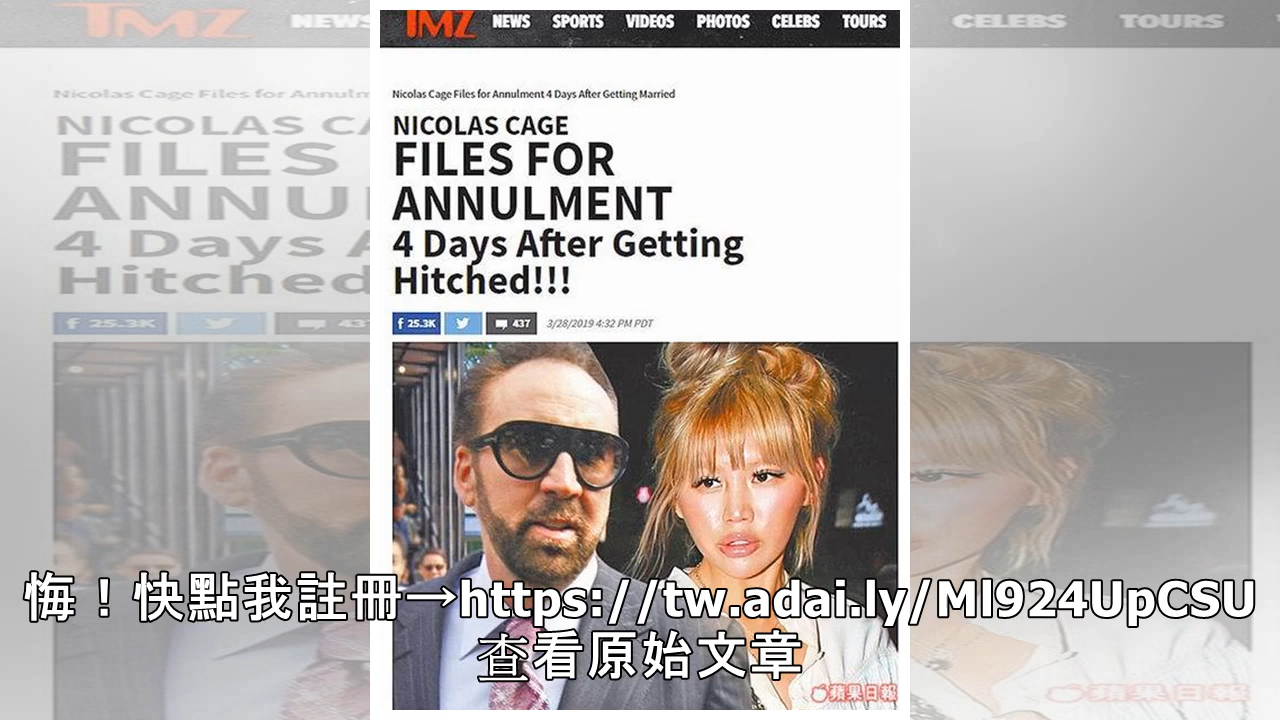 TMZ NEWS SPORTS VIDEOS PHOTOS CELEBS TOURS
Nicolas Cage Files for Annulment 4 Days After Getting Married
NICOLAS CAGE
FILES FOR
ANNULMENT
4 Days After Getting
Hitched!!!
25.3K 437 3/28/2019 4:32 PM PDT
悔！快點我註冊→https://tw.adai.ly/Ml924UpCSU
查看原始文章
蘋果日報